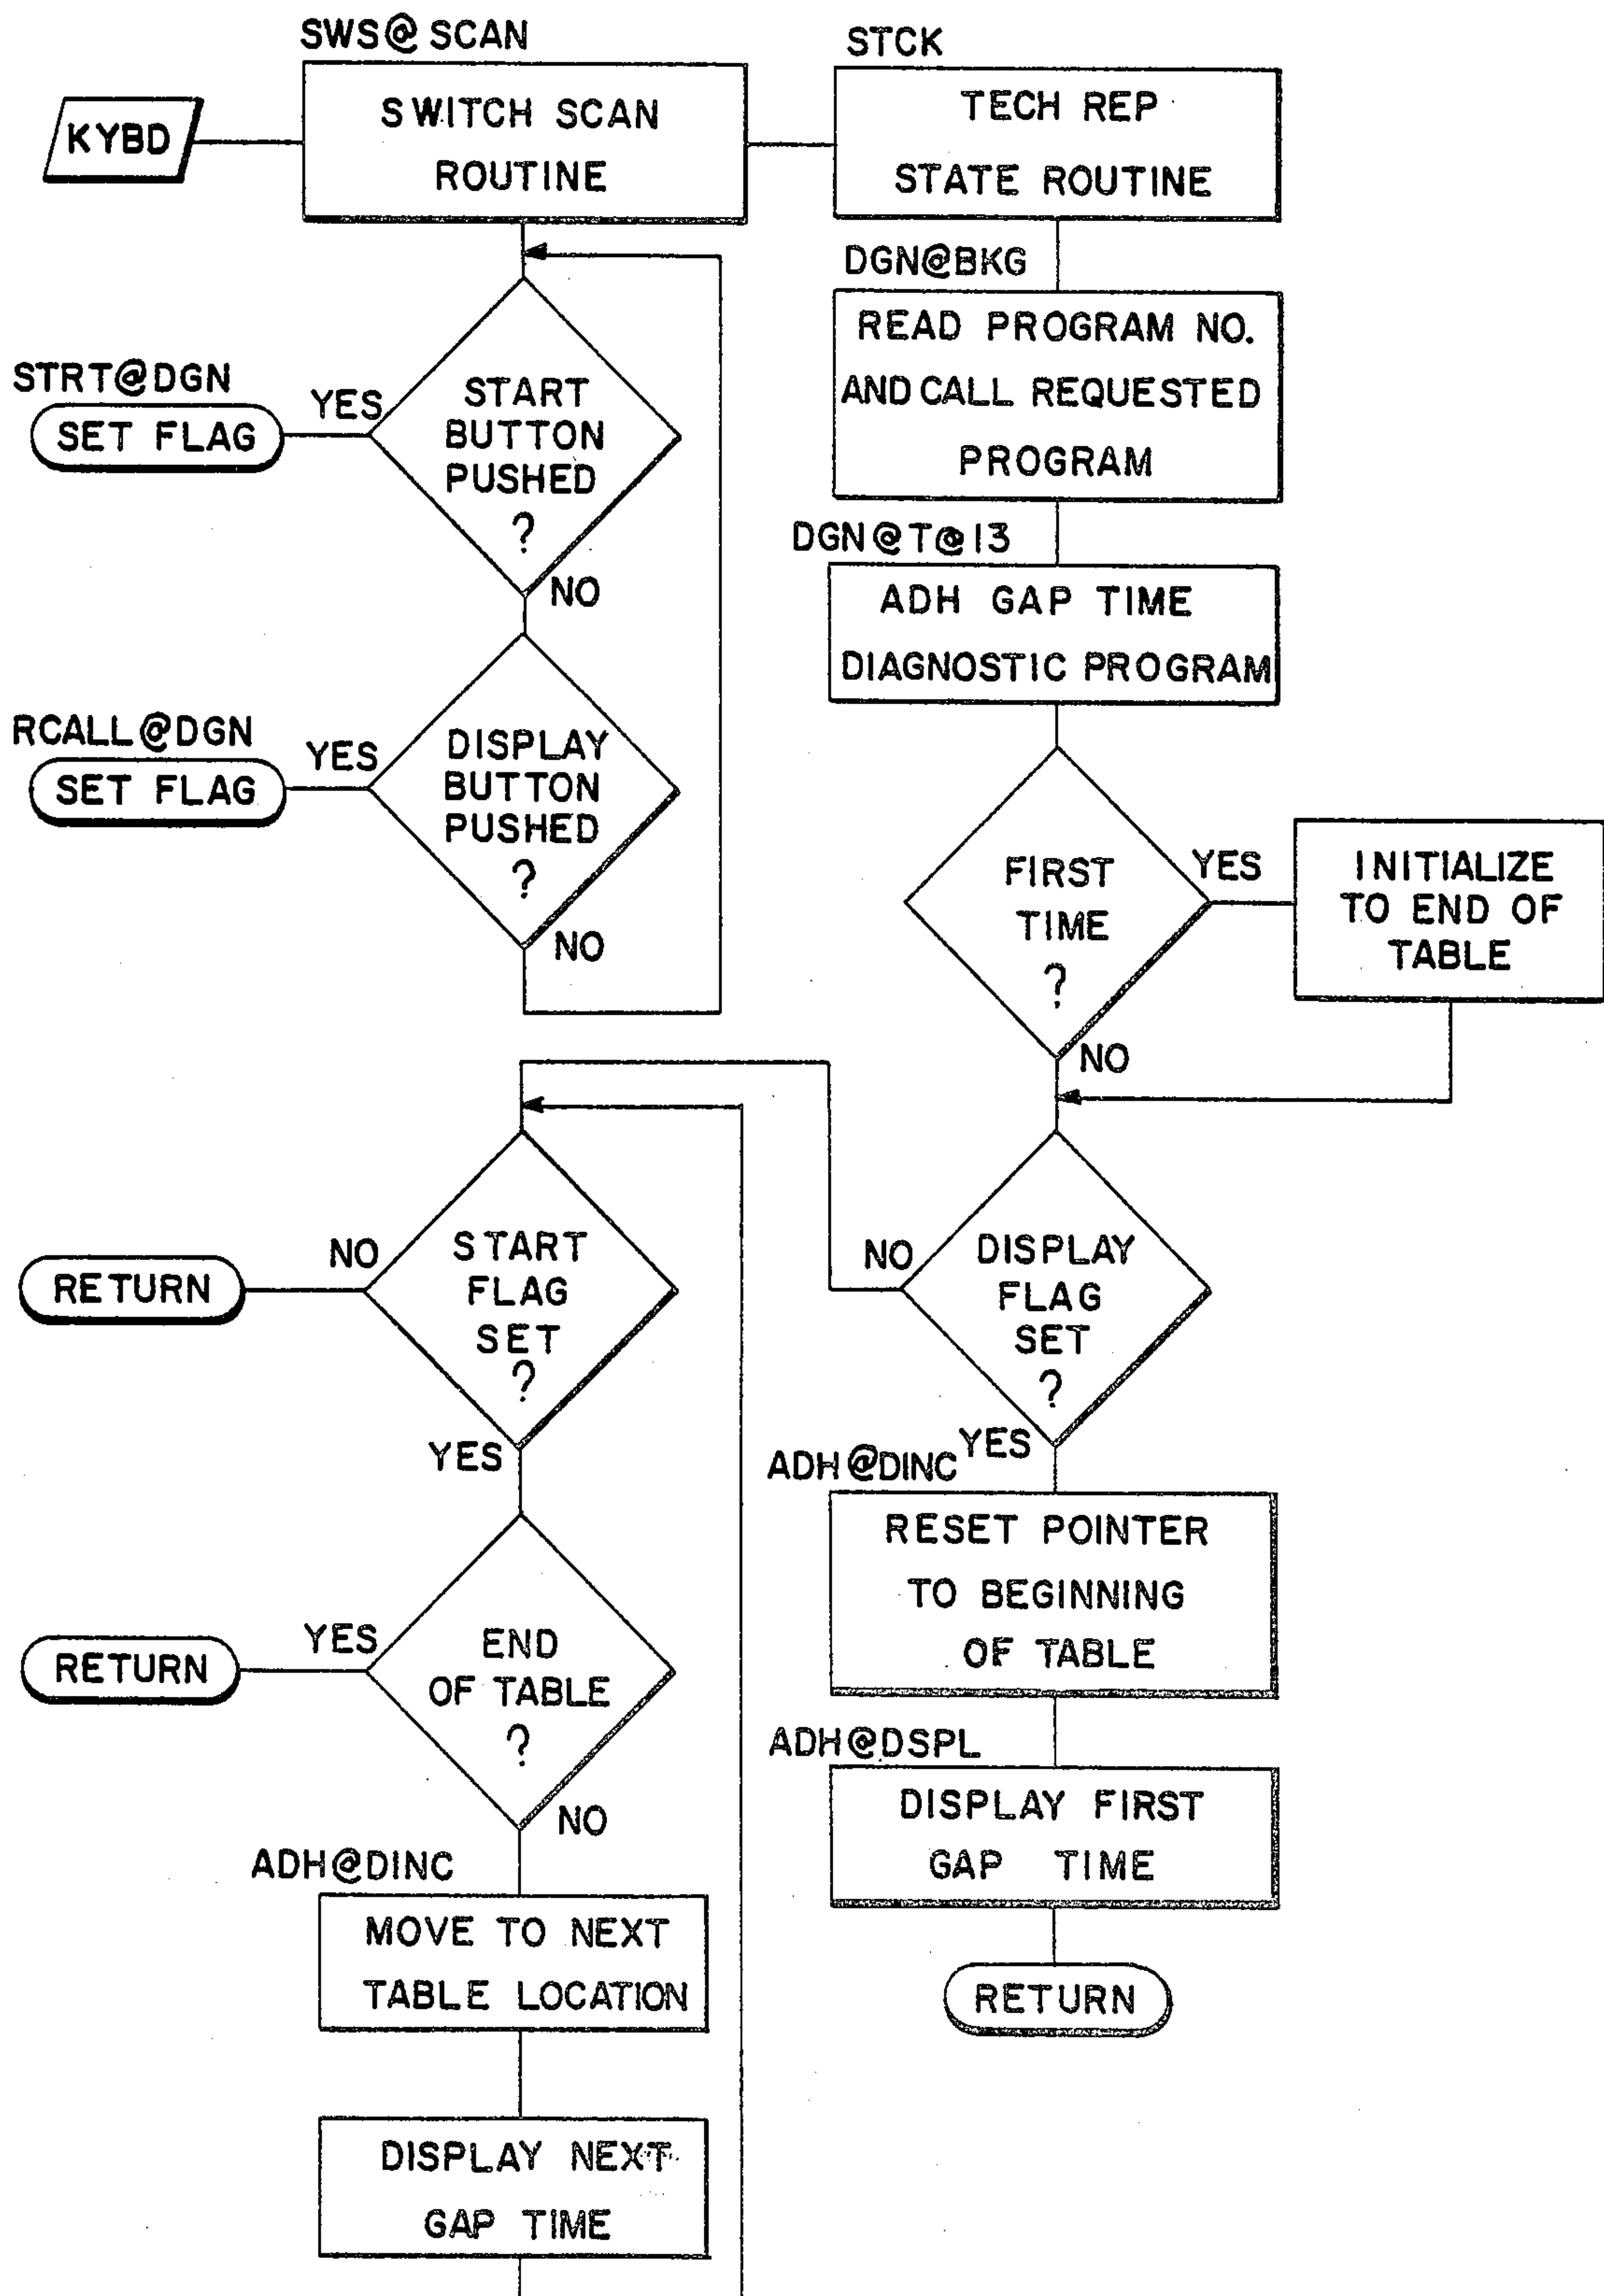 SWS@SCAN
STCK
KYBD
SWITCH SCAN
ROUTINE
TECH REP
STATE ROUTINE
DGN@BKG
READ PROGRAM NO.
AND CALL REQUESTED
PROGRAM
STRT@DGN
SET FLAG
YES
START
BUTTON
PUSHED
?
NO
DGN@T@13
ADH GAP TIME
DIAGNOSTIC PROGRAM
RCALL@DGN
SET FLAG
YES
DISPLAY
BUTTON
PUSHED
?
NO
FIRST
TIME
?
YES
NO
INITIALIZE
TO END OF
TABLE
RETURN
NO
START
FLAG
SET
?
YES
NO
DISPLAY
FLAG
SET
?
YES
ADH@DINC
RESET POINTER
TO BEGINNING
OF TABLE
RETURN
YES
END
OF TABLE
?
NO
ADH@DSPL
DISPLAY FIRST
GAP TIME
RETURN
ADH@DINC
MOVE TO NEXT
TABLE LOCATION
DISPLAY NEXT
GAP TIME